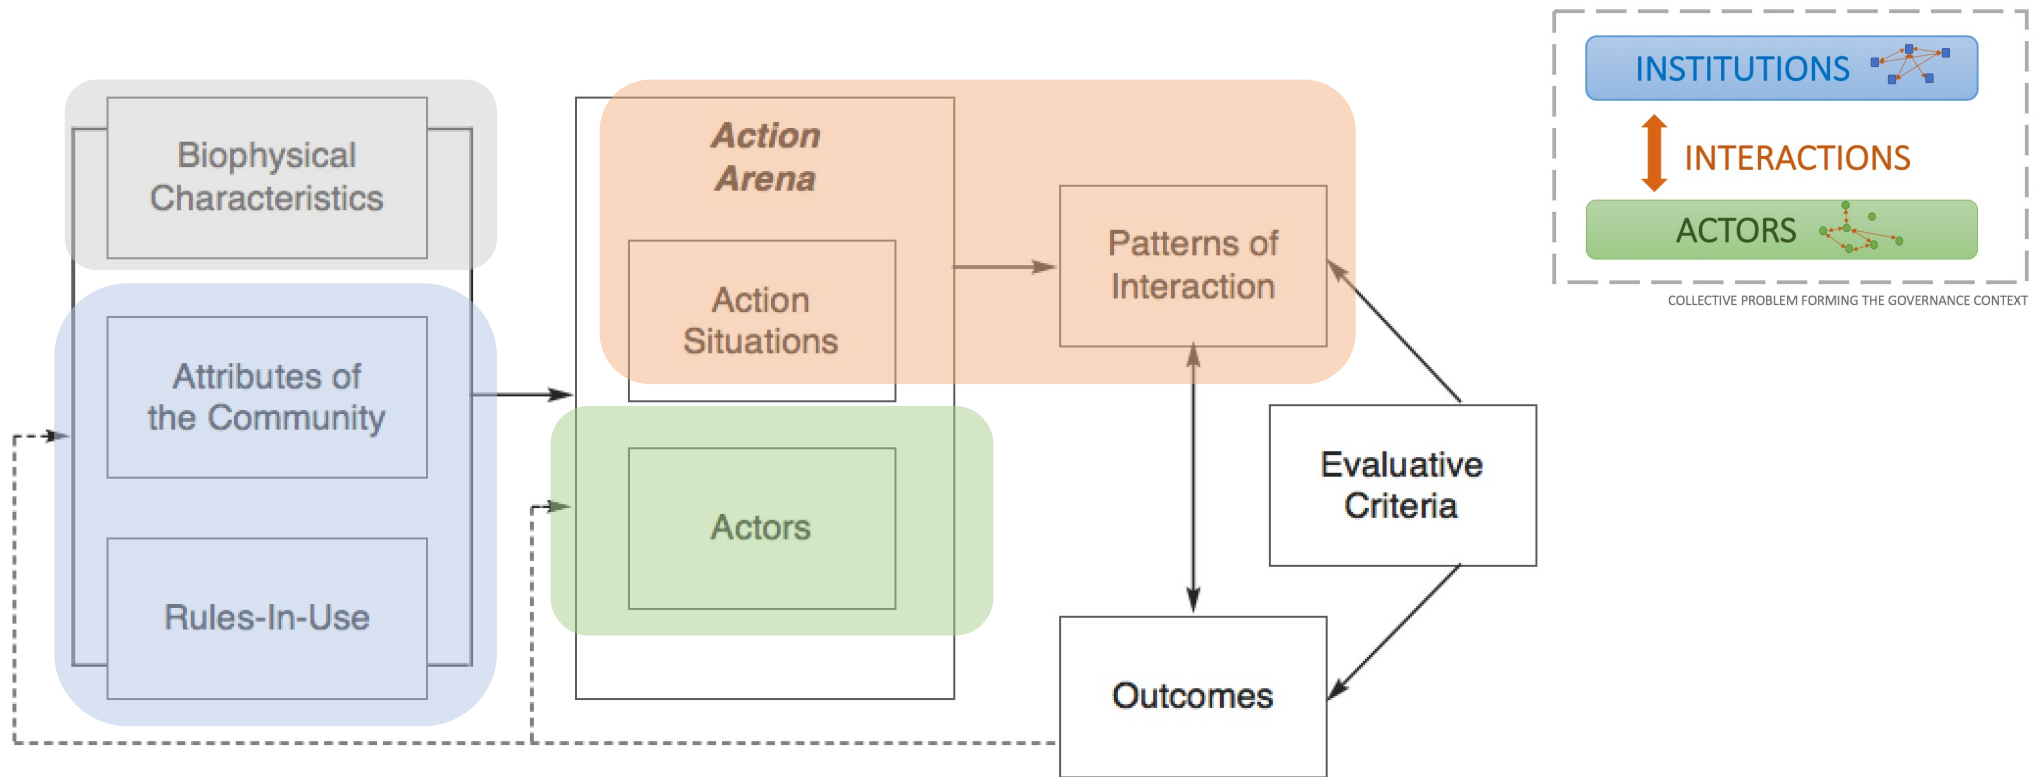 Biophysical
Characteristics
Attributes of
the Community
Rules-In-Use
Action
Arena
Action
Situations
Actors
Patterns of
Interaction
Evaluative
Criteria
Outcomes
INSTITUTIONS
INTERACTIONS
ACTORS
COLLECTIVE PROBLEM FORMING THE GOVERNANCE CONTEXT